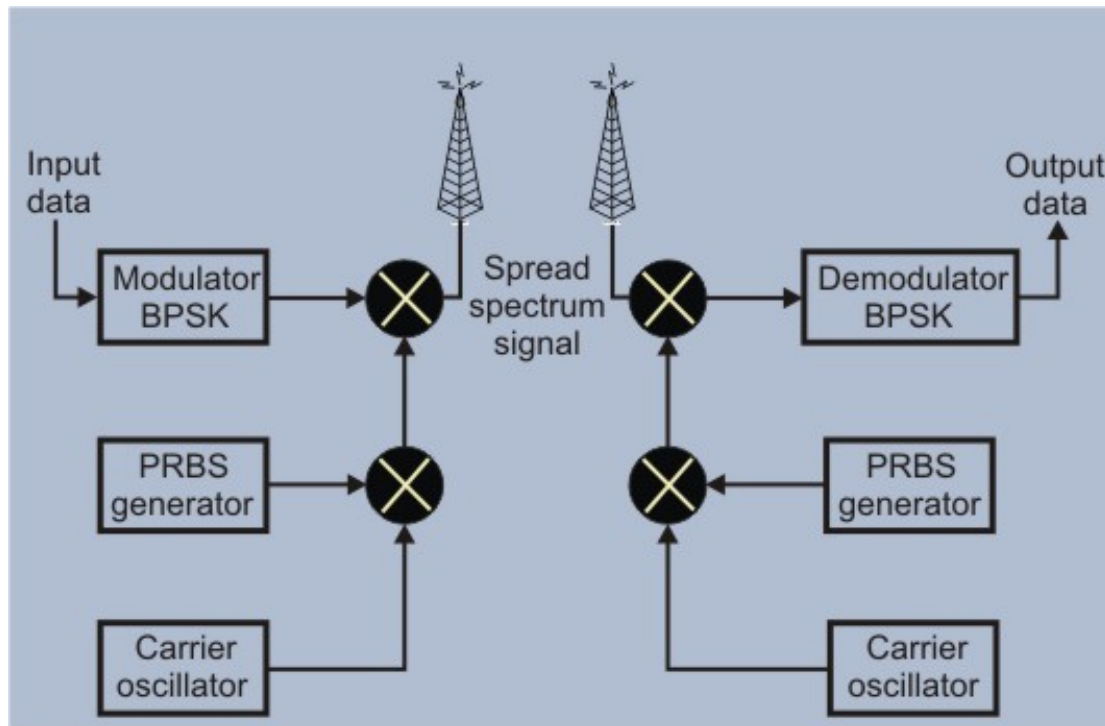 Input
data
Modulator
BPSK
PRBS
generator
Carrier
oscillator
Spread
spectrum
signal
Output
data
Demodulator
BPSK
PRBS
generator
Carrier
oscillator